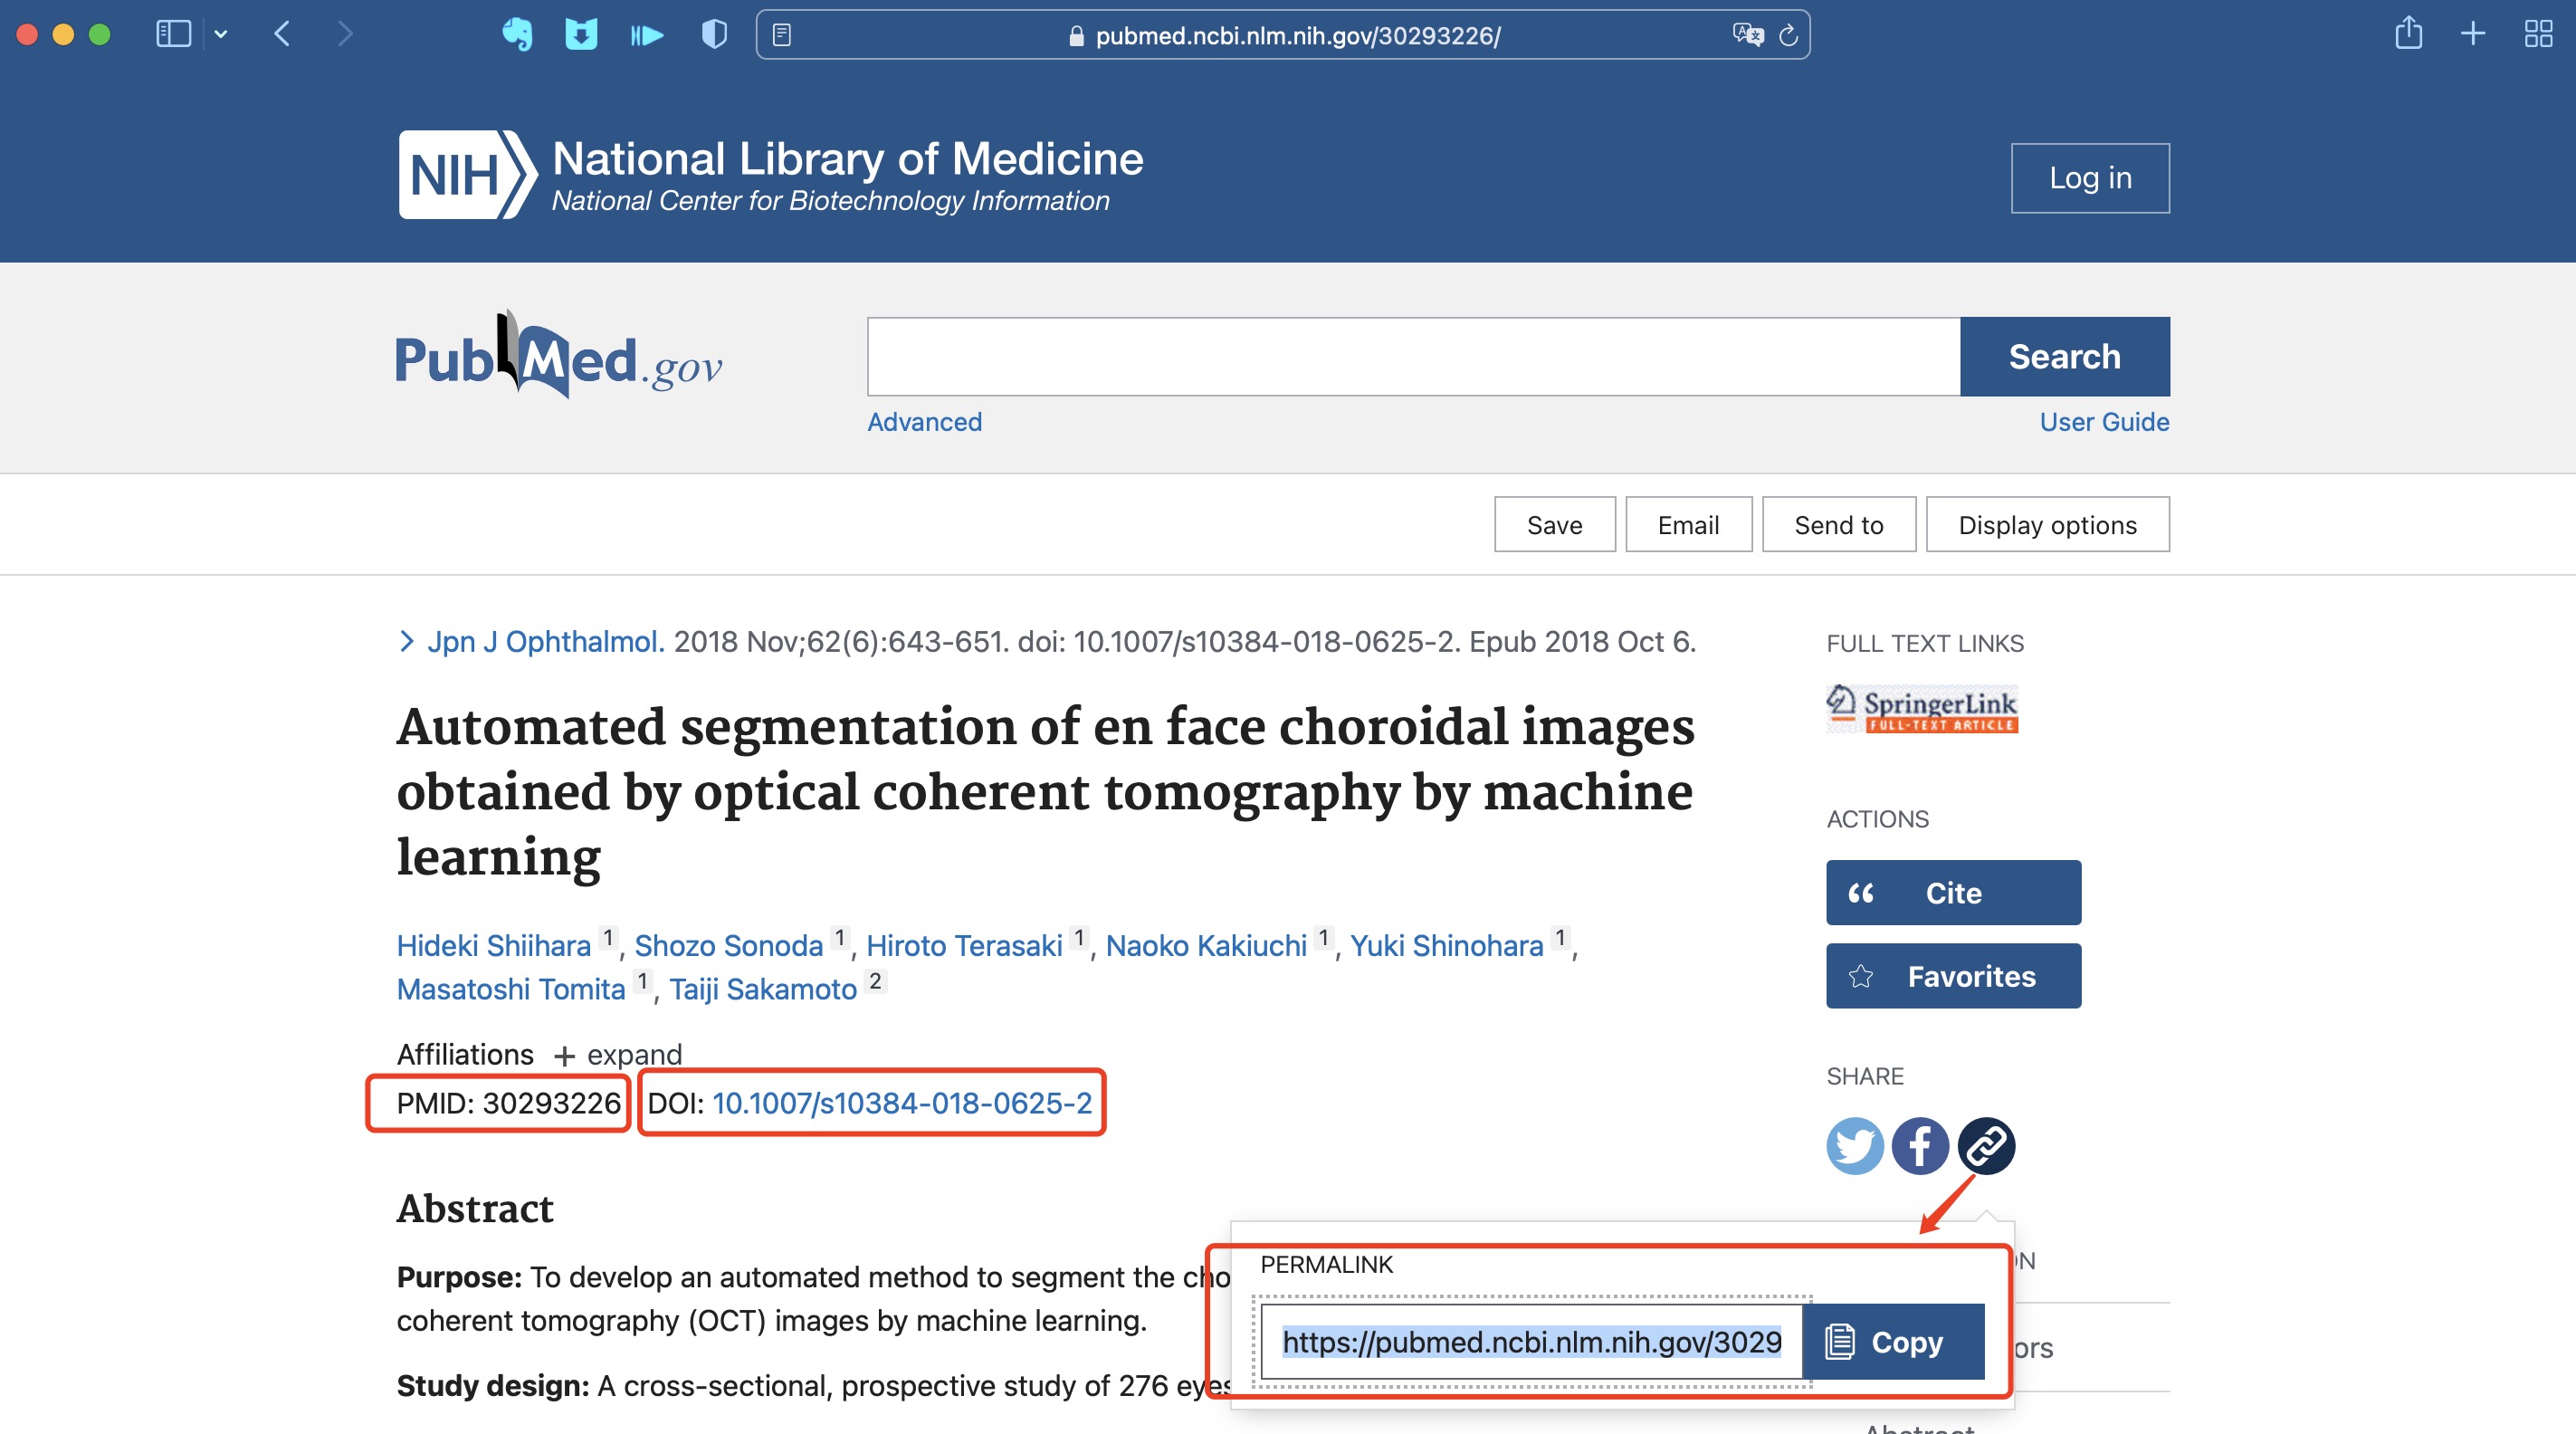 pubmed.ncbi.nlm.nih.gov/30293226/
NIH National Library of Medicine
National Center for Biotechnology Information
Log in
PubMed.gov
Search
Advanced
User Guide
Save
Email
Send to
Display options
Jpn J Ophthalmol. 2018 Nov;62(6):643-651. doi: 10.1007/s10384-018-0625-2. Epub 2018 Oct 6.
Automated segmentation of en face choroidal images
obtained by optical coherent tomography by machine
learning
Hideki Shiihara 1, Shozo Sonoda 1, Hiroto Terasaki 1, Naoko Kakiuchi 1, Yuki Shinohara 1,
Masatoshi Tomita 1, Taiji Sakamoto 2
Affiliations + expand
PMID: 30293226 DOI: 10.1007/s10384-018-0625-2
Abstract
Purpose: To develop an automated method to segment the cho
coherent tomography (OCT) images by machine learning.
Study design: A cross-sectional, prospective study of 276 eyes
FULL TEXT LINKS
SpringerLink
FULL-TEXT ARTICLE
ACTIONS
Cite
Favorites
SHARE
PERMALINK
https://pubmed.ncbi.nlm.nih.gov/3029
Copy
ON
ors
Abstract